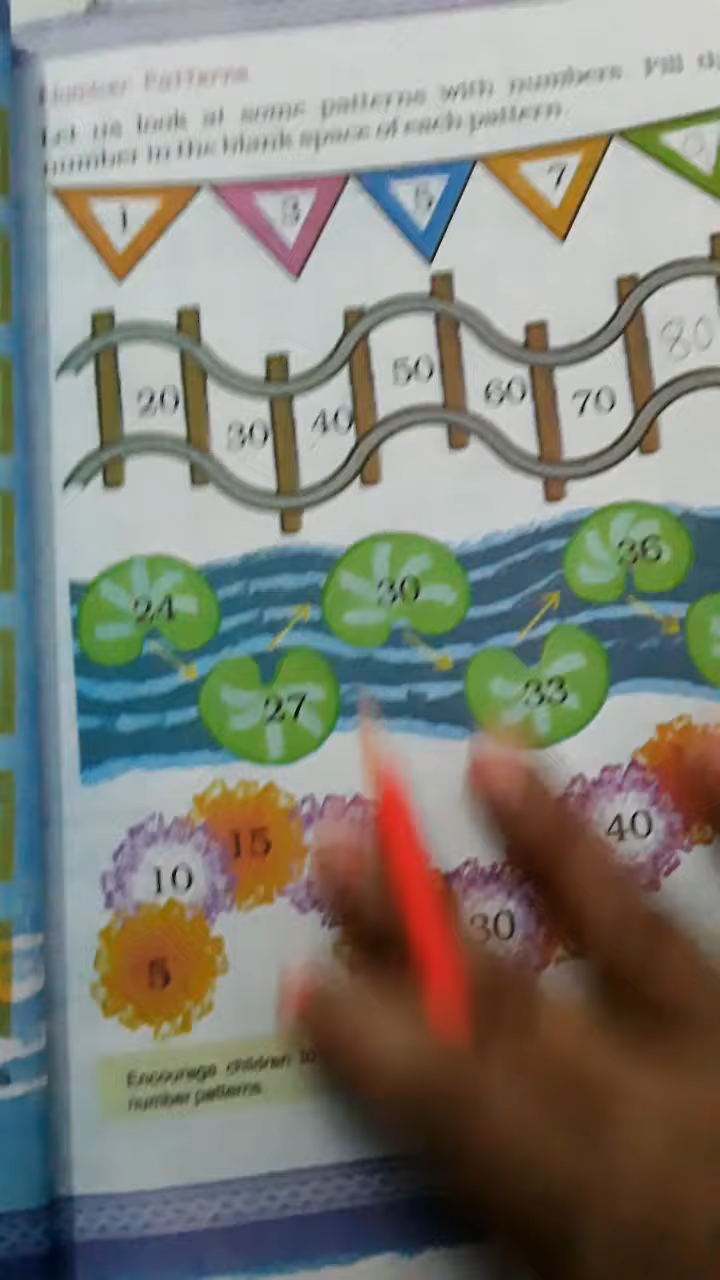 Number Patterns
Let us look at some patterns with numbers. Fill
number in the blank space of each pattern.
1 3 5 7
20 30 40 50 60 70 80
24 27 30 33 36
5 10 15 30 40
Encourage children to
number patterns.